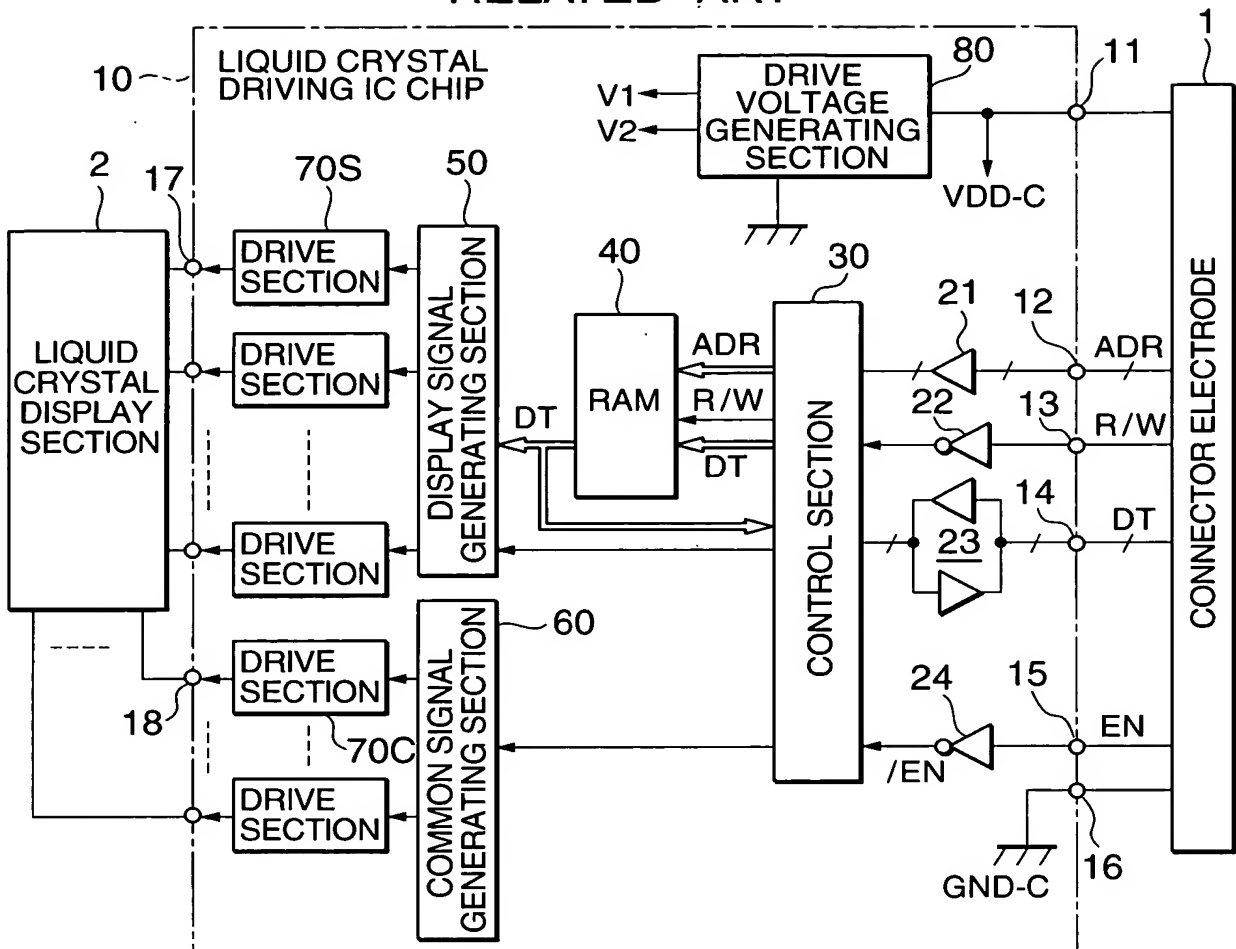 RELATED ART
1
10
LIQUID CRYSTAL
DRIVING IC CHIP
V1
V2
DRIVE
VOLTAGE
GENERATING
SECTION
80
11
VDD-C
2
17
70S
50
DRIVE
SECTION
DRIVE
SECTION
DRIVE
SECTION
LIQUID
CRYSTAL
DISPLAY
SECTION
DISPLAY SIGNAL
GENERATING SECTION
DT
40
RAM
ADR
R/W
DT
30
CONTROL SECTION
21
12
ADR
22
13
R/W
23
14
DT
CONNECTOR ELECTRODE
60
DRIVE
SECTION
18
70C
DRIVE
SECTION
COMMON SIGNAL
GENERATING SECTION
24
15
EN
/EN
16
GND-C